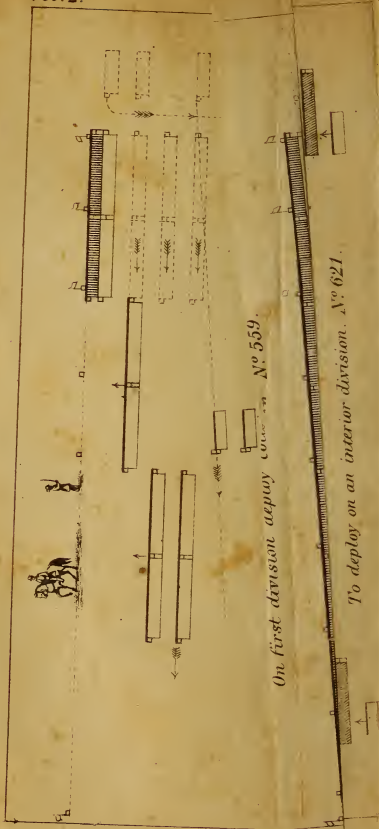 On first division deploy Nº 559.
To deploy on an interior division. Nº 621.